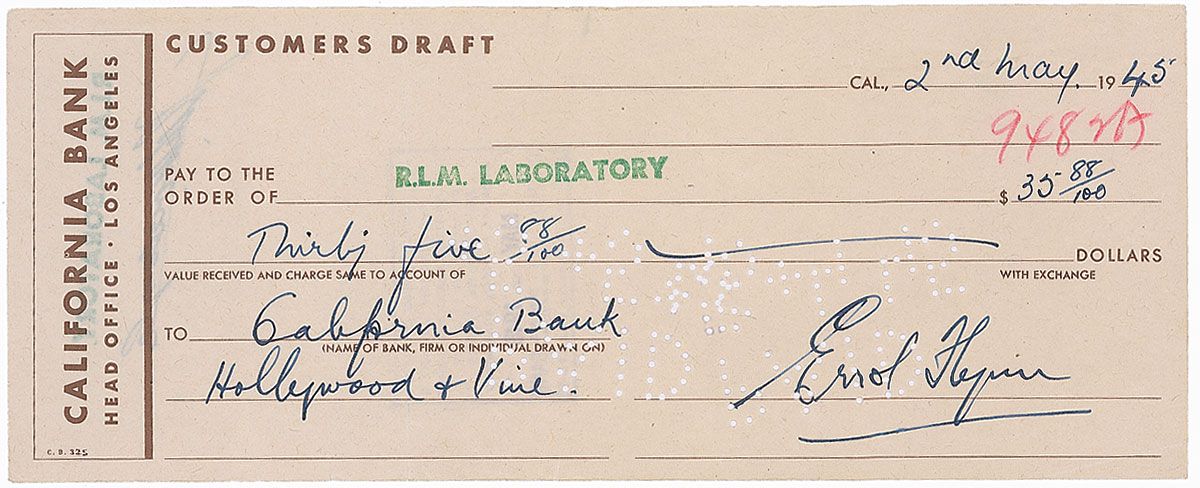 CALIFORNIA BANK
HEAD OFFICE · LOS ANGELES
C. B. 325
CUSTOMERS DRAFT
CAL., 2nd May. 1945
948
PAY TO THE
ORDER OF R.L.M. LABORATORY $ 35 88/100
Thirty five 88/100 DOLLARS
VALUE RECEIVED AND CHARGE SAME TO ACCOUNT OF WITH EXCHANGE
TO California Bank
(NAME OF BANK, FIRM OR INDIVIDUAL DRAWN ON)
Hollywood & Vine. Errol Flynn